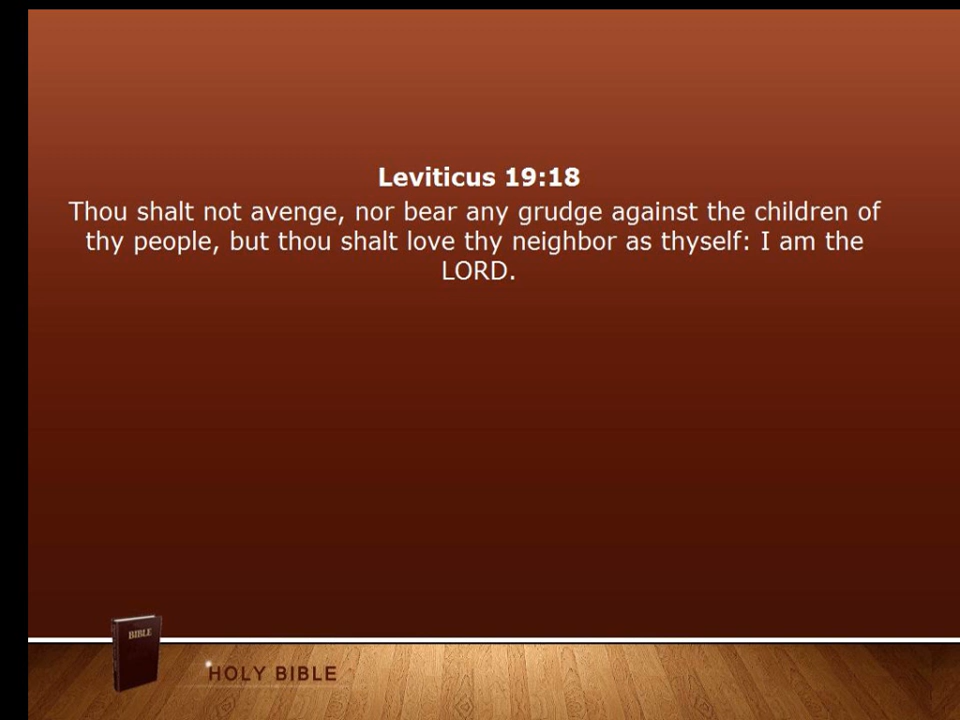 Leviticus 19:18
Thou shalt not avenge, nor bear any grudge against the children of
thy people, but thou shalt love thy neighbor as thyself: I am the
LORD.
BIBLE
HOLY BIBLE